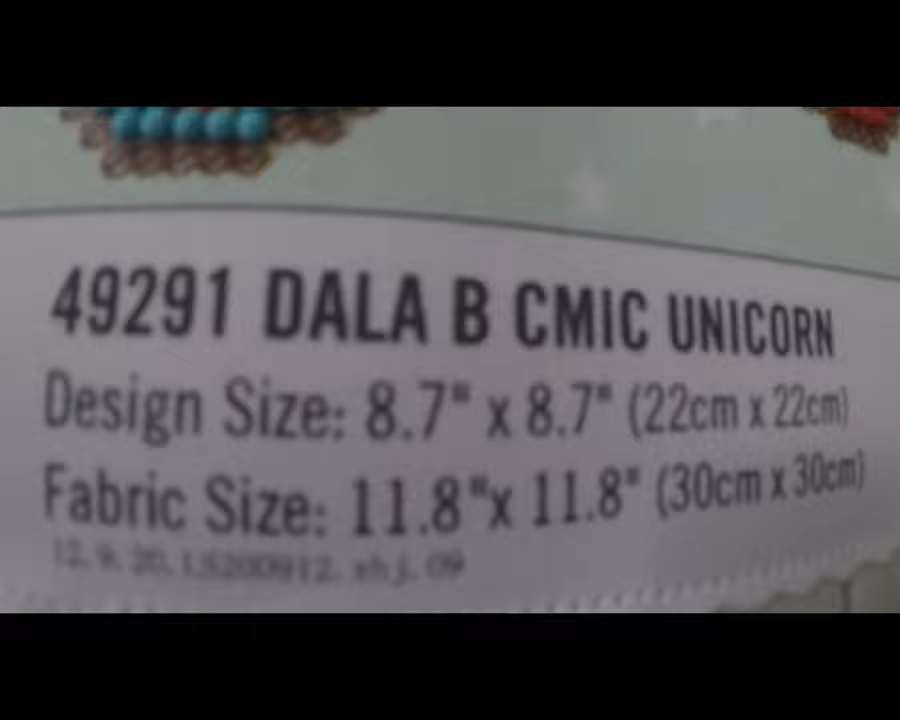 49291 DALA B CMIC UNICORN
Design Size: 8.7" x 8.7" (22cm x 22cm)
Fabric Size: 11.8"x 11.8" (30cm x 30cm)